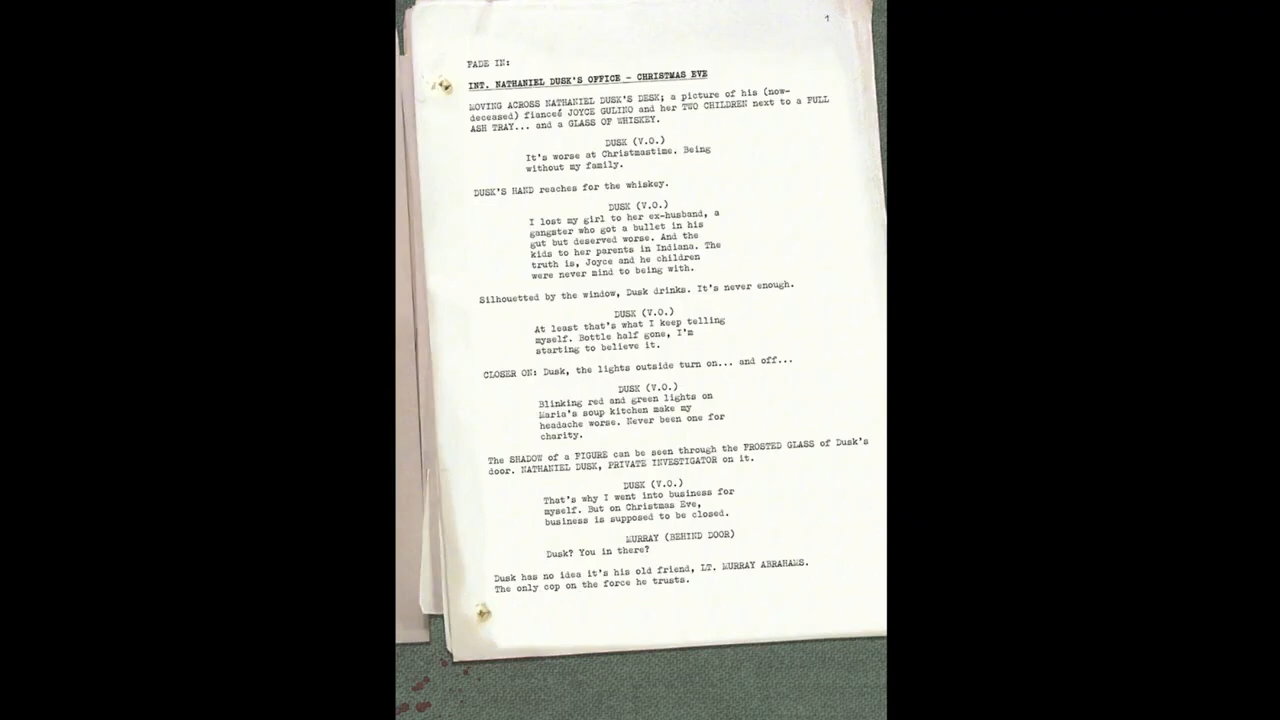 1
FADE IN:
INT. NATHANIEL DUSK'S OFFICE - CHRISTMAS EVE
MOVING ACROSS NATHANIEL DUSK'S DESK; a picture of his (now-
deceased) fianceé JOYCE GULINO and her TWO CHILDREN next to a FULL
ASH TRAY... and a GLASS OF WHISKEY.
DUSK (V.O.)
It's worse at Christmastime. Being
without my family.
DUSK'S HAND reaches for the whiskey.
DUSK (V.O.)
I lost my girl to her ex-husband, a
gangster who got a bullet in his
gut but deserved worse. And the
kids to her parents in Indiana. The
truth is, Joyce and he children
were never mind to being with.
Silhouetted by the window, Dusk drinks. It's never enough.
DUSK (V.O.)
At least that's what I keep telling
myself. Bottle half gone, I'm
starting to believe it.
CLOSER ON: Dusk, the lights outside turn on... and off...
DUSK (V.O.)
Blinking red and green lights on
Maria's soup kitchen make my
headache worse. Never been one for
charity.
The SHADOW of a FIGURE can be seen through the FROSTED GLASS of Dusk's
door. NATHANIEL DUSK, PRIVATE INVESTIGATOR on it.
DUSK (V.O.)
That's why I went into business for
myself. But on Christmas Eve,
business is supposed to be closed.
MURRAY (BEHIND DOOR)
Dusk? You in there?
Dusk has no idea it's his old friend, LT. MURRAY ABRAHAMS.
The only cop on the force he trusts.